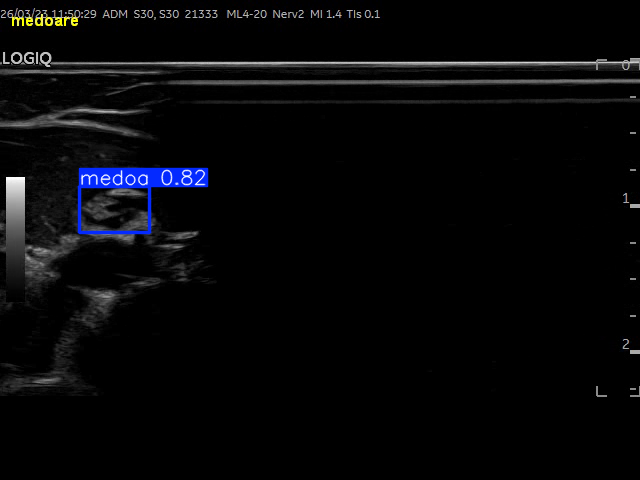 26/03/23 11:50:29 ADM S30, S30 21333 ML4-20 Nerv2 MI 1.4 TIs 0.1
medoare
LOGIQ
0
medoa 0.82
1
2